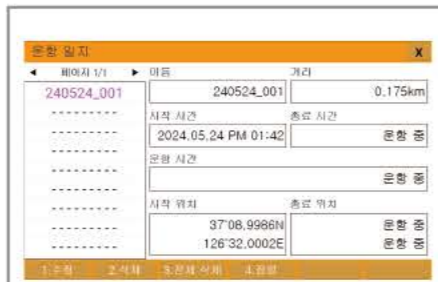 운항 일지 X
◄ 페이지 1/1 ►
240524_001
이름 거리
240524_001 0.175km
시작 시간 종료 시간
2024.05.24 PM 01:42 운항 중
운항 시간
운항 중
시작 위치 종료 위치
37°08.9986N 운항 중
126°32.0002E 운항 중
1.수정 2.삭제 3.전체 삭제 4.정렬